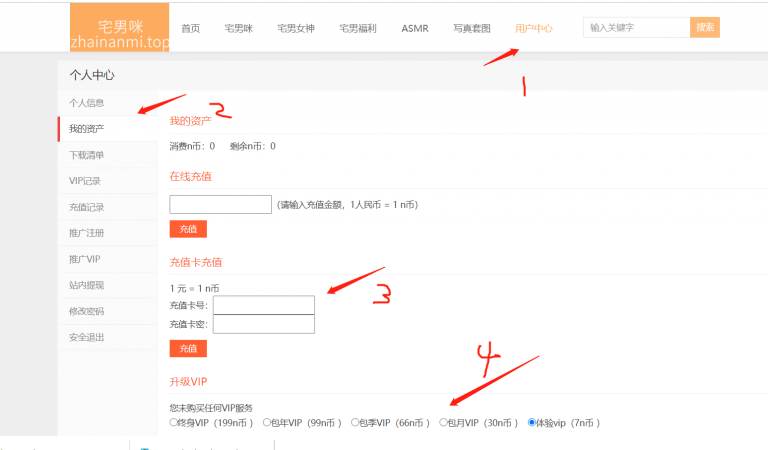 宅男咪
zhainanmi.top
首页 宅男咪 宅男女神 宅男福利 ASMR 写真套图 用户中心 输入关键字 搜索
1
个人中心
个人信息
我的资产
下载清单
VIP记录
充值记录
推广注册
推广VIP
站内提现
修改密码
安全退出
2
我的资产
消费n币：0 剩余n币：0
在线充值
(请输入充值金额，1人民币 = 1 n币)
充值
充值卡充值
1 元 = 1 n币
充值卡号：
充值卡密：
充值
3
4
升级VIP
您未购买任何VIP服务
终身VIP（199n币 ） 包年VIP（99n币 ） 包季VIP（66n币 ） 包月VIP（30n币 ） 体验vip（7n币 ）